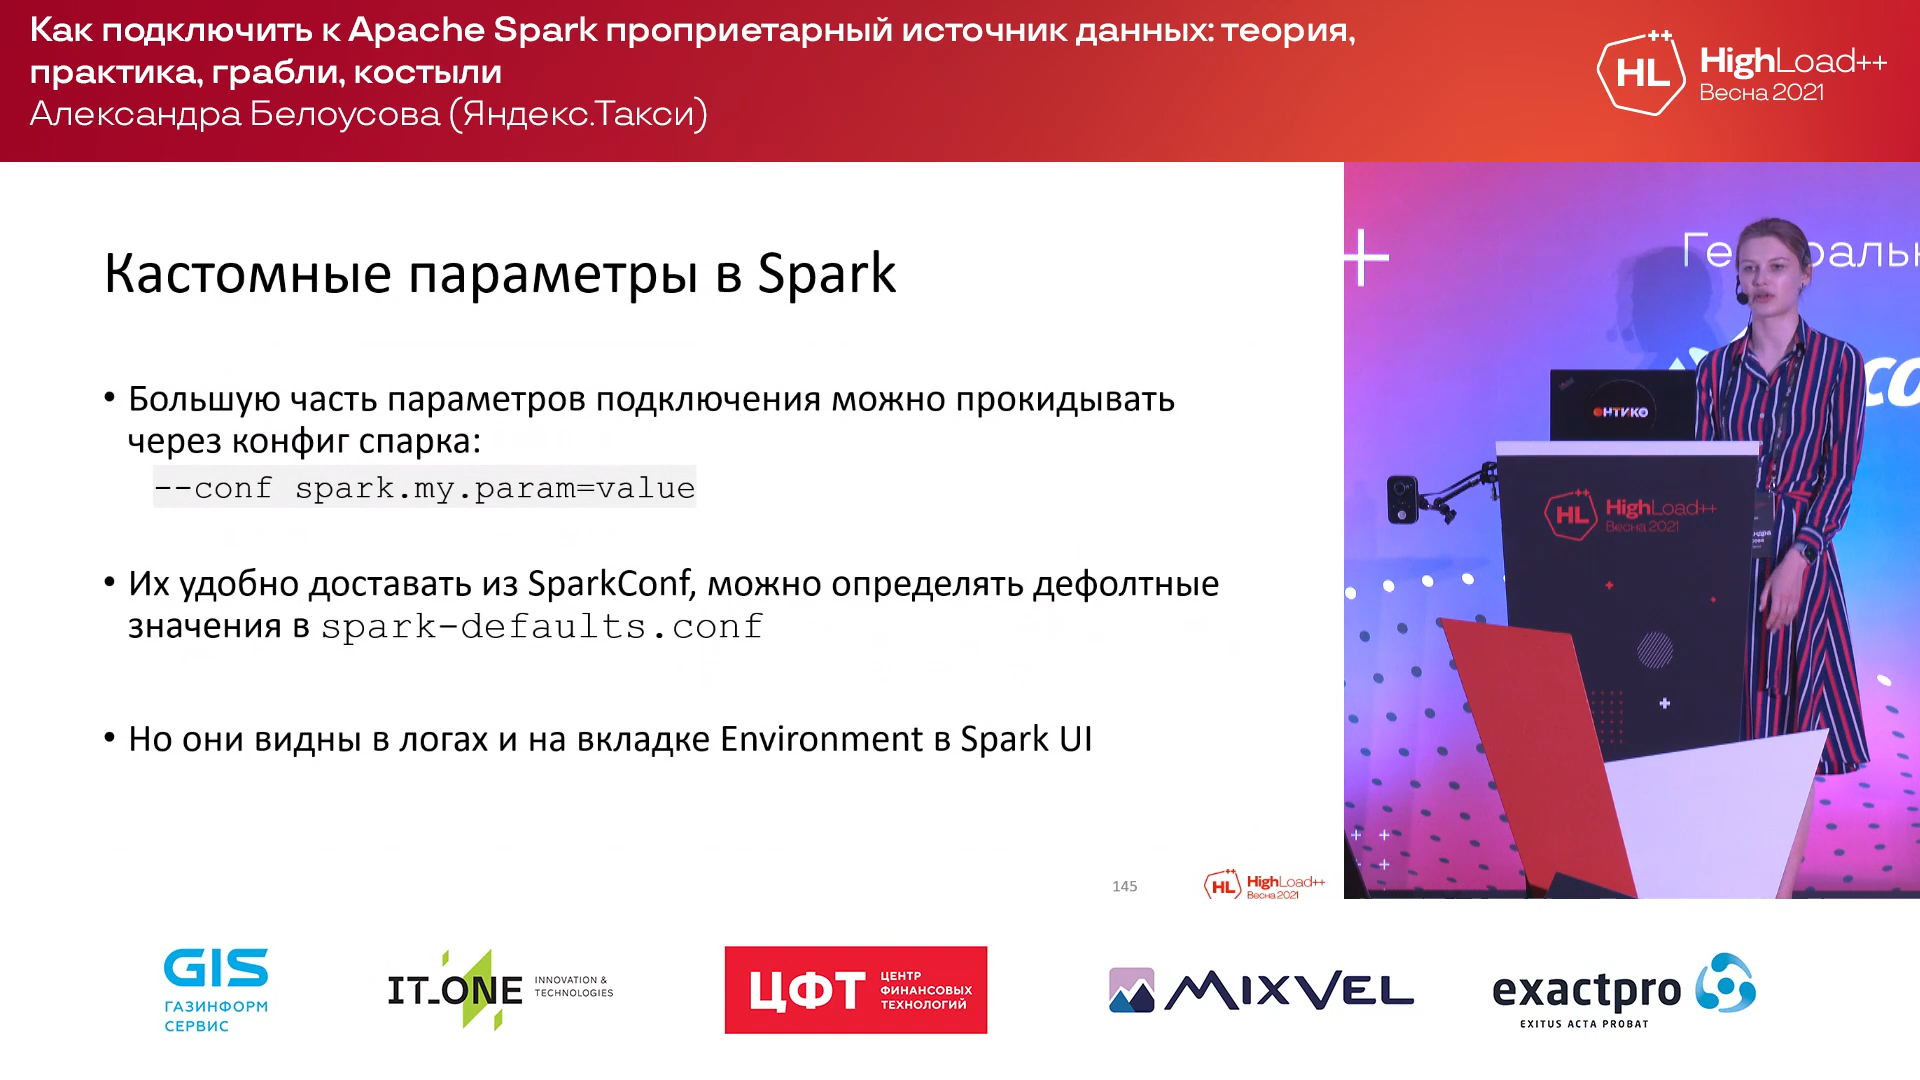 Как подключить к Apache Spark проприетарный источник данных: теория,
практика, грабли, костыли
Александра Белоусова (Яндекс.Такси)
HL++
HighLoad++
Весна 2021
Кастомные параметры в Spark
• Большую часть параметров подключения можно прокидывать
через конфиг спарка:
--conf spark.my.param=value
• Их удобно доставать из SparkConf, можно определять дефолтные
значения в spark-defaults.conf
• Но они видны в логах и на вкладке Environment в Spark UI
145
HL++
HighLoad++
Весна 2021
ОНТИКО
HL++
HighLoad++
Весна 2021
GIS
ГАЗИНФОРМ
СЕРВИС
IT_ONE
INNOVATION &
TECHNOLOGIES
ЦФТ
ЦЕНТР
ФИНАНСОВЫХ
ТЕХНОЛОГИЙ
MIXVEL
exactpro
EXITUS ACTA PROBAT